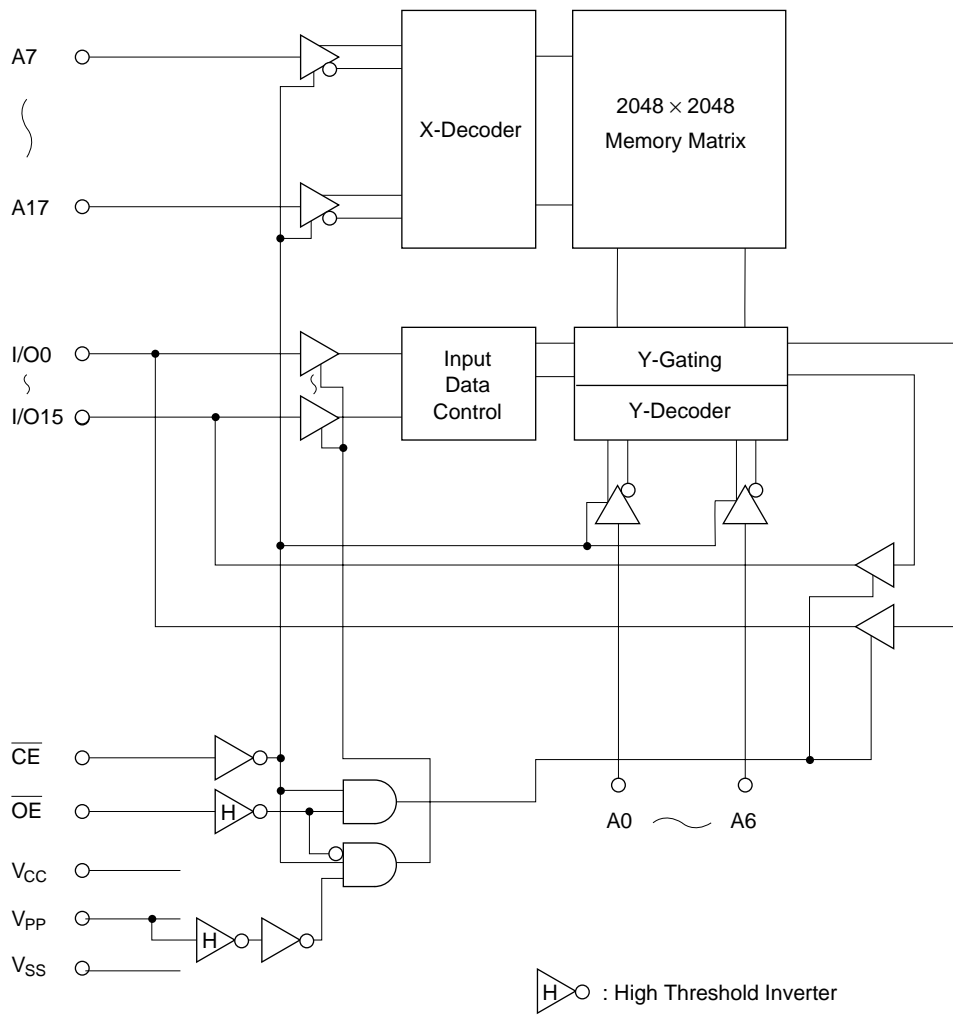 A7
X-Decoder
2048 × 2048
Memory Matrix
A17
I/O0
I/O15
Input
Data
Control
Y-Gating
Y-Decoder
CE
OE
H
A0
A6
VCC
VPP
H
VSS
H : High Threshold Inverter